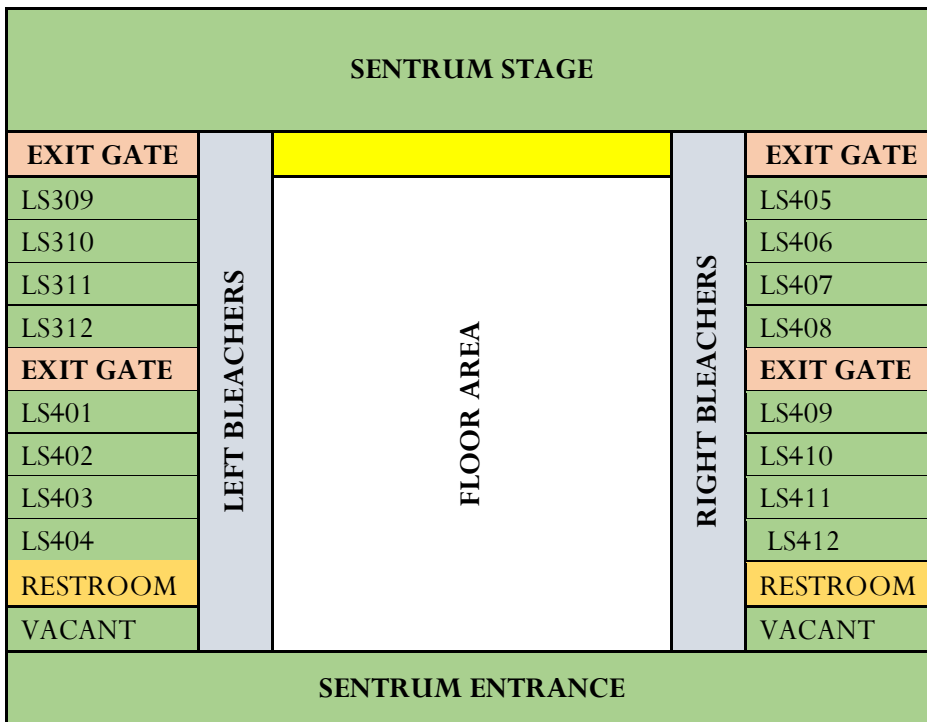 SENTRUM STAGE
EXIT GATE
LS309
LS310
LS311
LS312
EXIT GATE
LS401
LS402
LS403
LS404
RESTROOM
VACANT
LEFT BLEACHERS
FLOOR AREA
RIGHT BLEACHERS
EXIT GATE
LS405
LS406
LS407
LS408
EXIT GATE
LS409
LS410
LS411
LS412
RESTROOM
VACANT
SENTRUM ENTRANCE